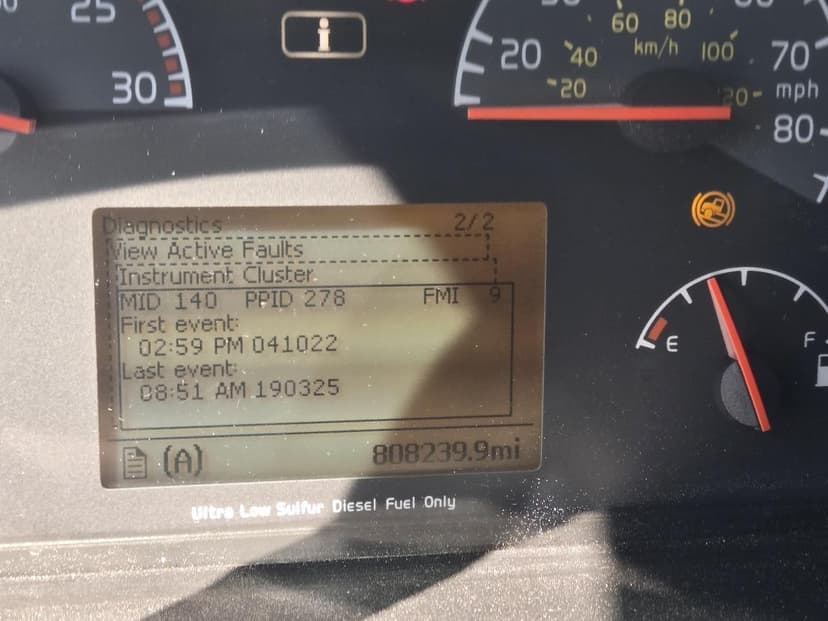 25
30
i
60 80
20 40 km/h 100 70
20 mph
80
Diagnostics 2/2
View Active Faults
Instrument Cluster
MID 140 PPID 278 FMI 9
First event:
02:59 PM 041022
Last event:
08:51 AM 190325
(A) 808239.9mi
E F
Ultra Low Sulfur Diesel Fuel Only